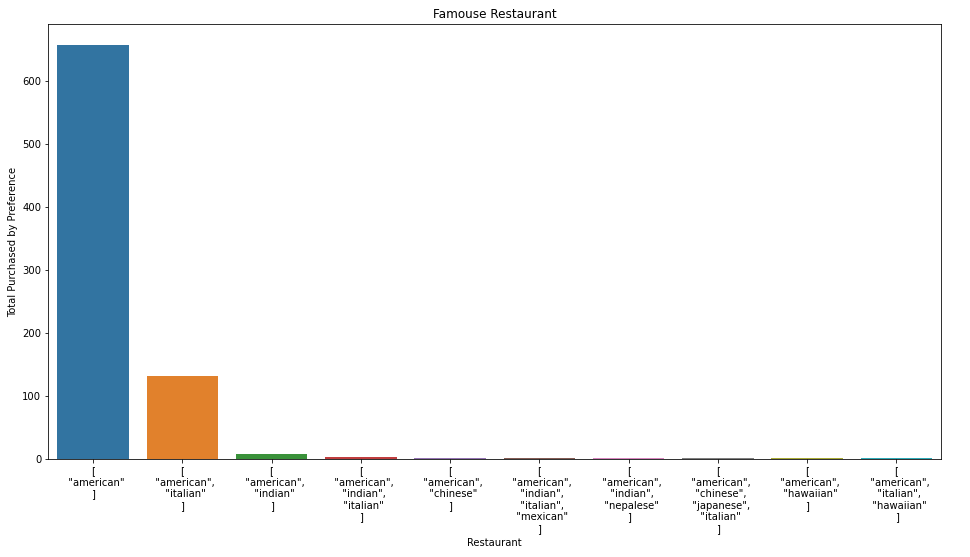 Famouse Restaurant
Total Purchased by Preference
600
500
400
300
200
100
0
[
"american"
]
[
"american",
"italian"
]
[
"american",
"indian"
]
[
"american",
"indian",
"italian"
]
[
"american",
"chinese"
]
[
"american",
"indian",
"italian",
"mexican"
]
[
"american",
"indian",
"nepalese"
]
[
"american",
"chinese",
"japanese",
"italian"
]
[
"american",
"hawaiian"
]
[
"american",
"italian",
"hawaiian"
]
Restaurant